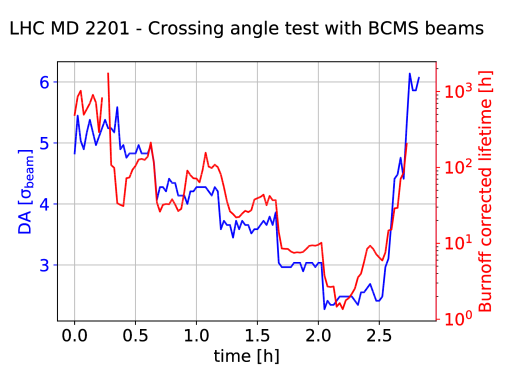 LHC MD 2201 - Crossing angle test with BCMS beams
6
5
4
3
DA [σbeam]
10³
10²
10¹
10⁰
Burnoff corrected lifetime [h]
0.0 0.5 1.0 1.5 2.0 2.5
time [h]